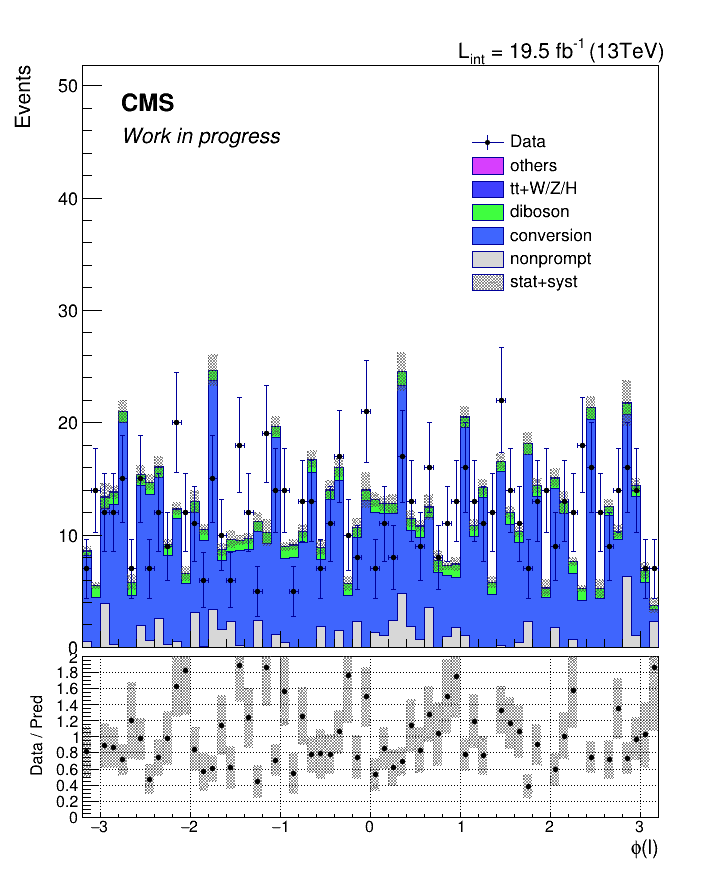 L_int = 19.5 fb⁻¹ (13TeV)
Events
CMS
Work in progress
Data
others
tt+W/Z/H
diboson
conversion
nonprompt
stat+syst
50
40
30
20
10
0
Data / Pred
2
1.8
1.6
1.4
1.2
1
0.8
0.6
0.4
0.2
0
−3 −2 −1 0 1 2 3
ϕ(l)